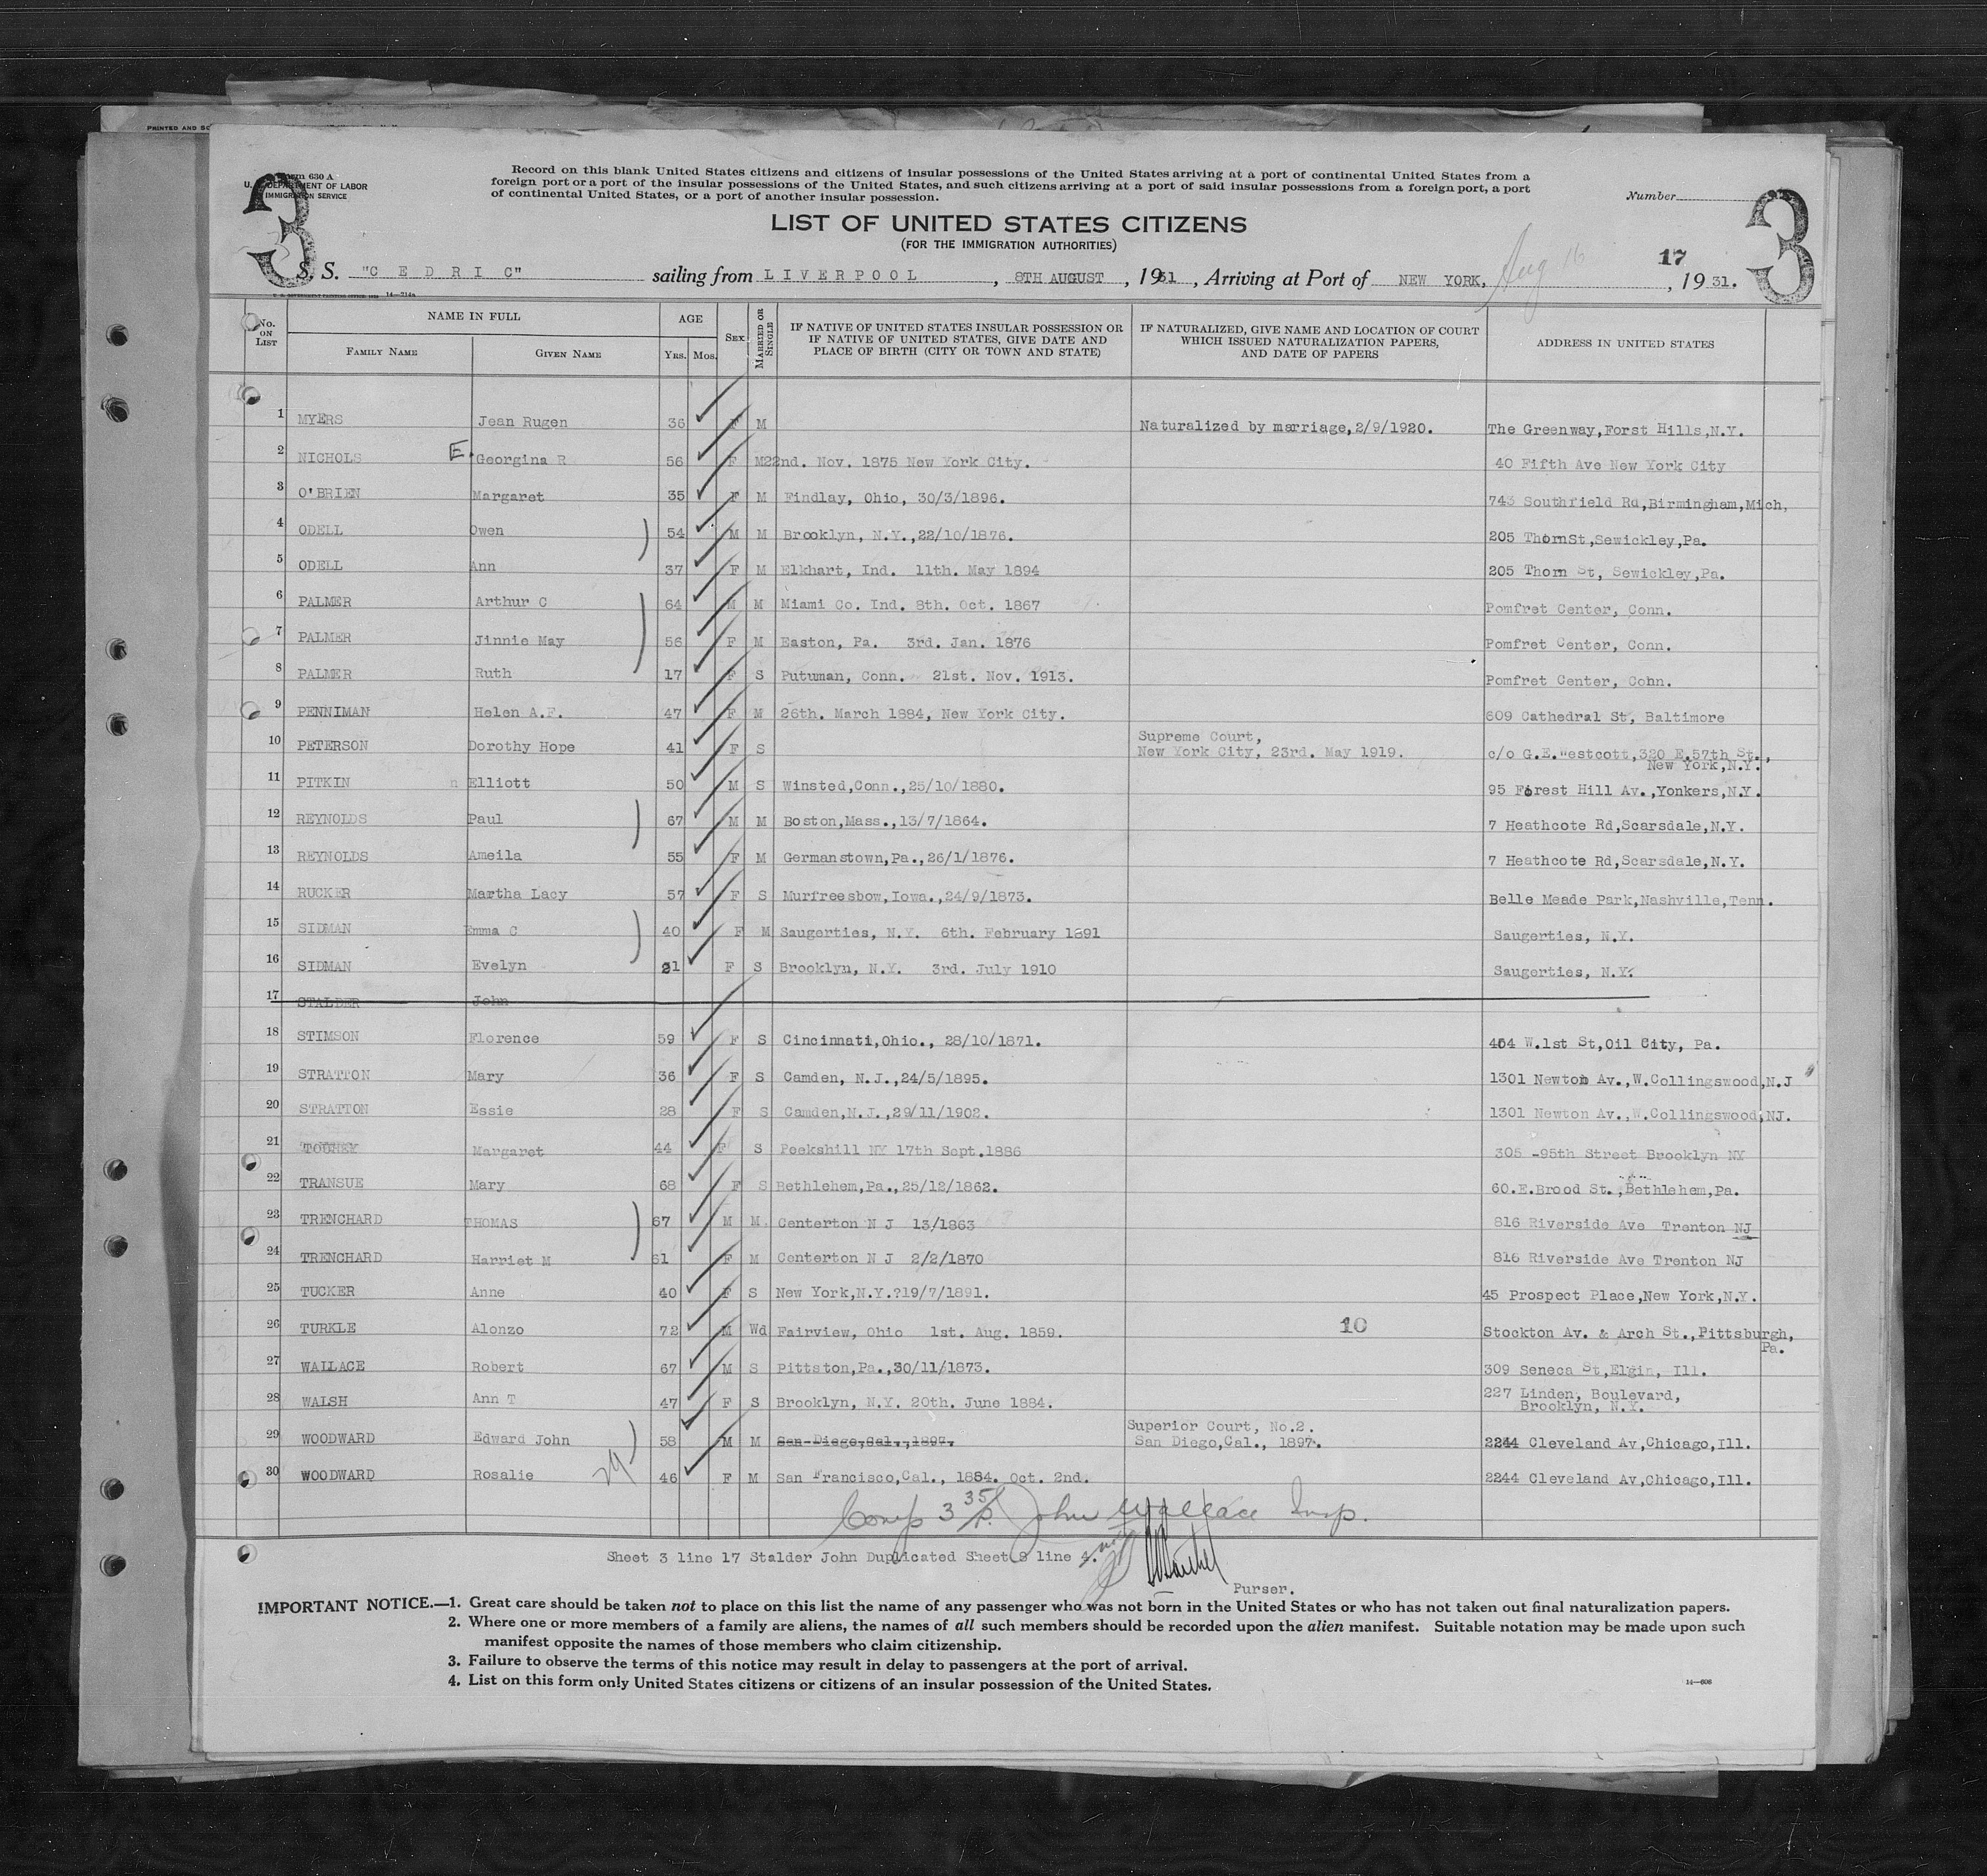 PRINTED AND SO
3
Form 630 A
U. S. DEPARTMENT OF LABOR
IMMIGRATION SERVICE
Record on this blank United States citizens and citizens of insular possessions of the United States arriving at a port of continental United States from a
foreign port or a port of the insular possessions of the United States, and such citizens arriving at a port of said insular possessions from a foreign port, a port
of continental United States, or a port of another insular possession.
Number
3
LIST OF UNITED STATES CITIZENS
(FOR THE IMMIGRATION AUTHORITIES)
Aug 16 17
S. S. "C E D R I C" sailing from L I V E R P O O L , 8TH AUGUST , 1931 , Arriving at Port of NEW YORK, , 19 31.
14—714a
No. ON LIST NAME IN FULL AGE SEX MARRIED OR SINGLE IF NATIVE OF UNITED STATES INSULAR POSSESSION OR IF NATIVE OF UNITED STATES, GIVE DATE AND PLACE OF BIRTH (CITY OR TOWN AND STATE) IF NATURALIZED, GIVE NAME AND LOCATION OF COURT WHICH ISSUED NATURALIZATION PAPERS, AND DATE OF PAPERS ADDRESS IN UNITED STATES
FAMILY NAME GIVEN NAME YRS. MOS.
1 MYERS Jean Rugen 36 F M Naturalized by marriage,2/9/1920. The Greenway,Forst Hills,N.Y.
2 NICHOLS E. Georgina R 56 F M 22nd. Nov. 1875 New York City. 40 Fifth Ave New York City
3 O'BRIEN Margaret 35 F M Findlay, Ohio, 30/3/1896. 743 Southfield Rd,Birmingham,Mich,
4 ODELL Owen 54 M M Brooklyn, N.Y.,22/10/1876. 205 ThornSt,Sewickley,Pa.
5 ODELL Ann 37 F M Elkhart, Ind. 11th. May 1894 205 Thorn St, Sewickley,Pa.
6 PALMER Arthur C 64 M M Miami Co. Ind. 8th. Oct. 1867 Pomfret Center, Conn.
7 PALMER Jinnie May 56 F M Easton, Pa. 3rd. Jan. 1876 Pomfret Center, Conn.
8 PALMER Ruth 17 F S Putuman, Conn. 21st. Nov. 1913. Pomfret Center, Conn.
9 PENNIMAN Helen A.F. 47 F M 26th. March 1884, New York City. 609 Cathedral St, Baltimore
10 PETERSON Dorothy Hope 41 F S Supreme Court, New York City, 23rd. May 1919. c/o G.E.Westcott,320 E.57th St., New York,N.Y.
11 PITKIN n Elliott 50 M S Winsted,Conn.,25/10/1880. 95 Forest Hill Av.,Yonkers,N.Y.
12 REYNOLDS Paul 67 M M Boston,Mass.,13/7/1864. 7 Heathcote Rd,Scarsdale,N.Y.
13 REYNOLDS Ameila 55 F M Germanstown,Pa.,26/1/1876. 7 Heathcote Rd,Scarsdale,N.Y.
14 RUCKER Martha Lacy 57 F S Murfreesbow,Iowa.,24/9/1873. Belle Meade Park,Nashville,Tenn.
15 SIDMAN Emma C 40 F M Saugerties, N.Y. 6th. February 1891 Saugerties, N.Y.
16 SIDMAN Evelyn 21 F S Brooklyn, N.Y. 3rd. July 1910 Saugerties, N.Y.
17 STALDER John
18 STIMSON Florence 59 F S Cincinnati,Ohio., 28/10/1871. 404 W.1st St,Oil City, Pa.
19 STRATTON Mary 36 F S Camden, N.J.,24/5/1895. 1301 Newton Av.,W.Collingswood,N.J
20 STRATTON Essie 28 F S Camden,N.J.,29/11/1902. 1301 Newton Av.,W.Collingswood,NJ.
21 TOUHEY Margaret 44 F S Peekshill NY 17th Sept.1886 305 -95th Street Brooklyn NY
22 TRANSUE Mary 68 F S Bethlehem,Pa.,25/12/1862. 60.E.Brood St.,Bethlehem,Pa.
23 TRENCHARD THOMAS 67 M M Centerton N J 13/1863 816 Riverside Ave Trenton NJ
24 TRENCHARD Harriet M 61 F M Centerton N J 2/2/1870 816 Riverside Ave Trenton NJ
25 TUCKER Anne 40 F S New York,N.Y.?19/7/1891. 45 Prospect Place,New York,N.Y.
26 TURKLE Alonzo 72 M Wd Fairview, Ohio 1st. Aug. 1859. 10 Stockton Av. & Arch St.,Pittsburgh, Pa.
27 WALLACE Robert 67 M S Pittston,Pa.,30/11/1873. 309 Seneca St,Elgin, Ill.
28 WALSH Ann T 47 F S Brooklyn, N.Y. 20th. June 1884. 227 Linden, Boulevard, Brooklyn, N.Y.
29 WOODWARD Edward John 58 M M San Diego,Cal.,1897, Superior Court, No.2. San Diego,Cal., 1897. 2244 Cleveland Av,Chicago,Ill.
30 WOODWARD Rosalie 29 46 F M San Francisco,Cal., 1884. Oct. 2nd. 2244 Cleveland Av,Chicago,Ill.
Comp 3 35/P. John Wallace Insp.
Sheet 3 line 17 Stalder John Duplicated Sheet 8 line 4.
Purser.
IMPORTANT NOTICE.—1. Great care should be taken not to place on this list the name of any passenger who was not born in the United States or who has not taken out final naturalization papers.
2. Where one or more members of a family are aliens, the names of all such members should be recorded upon the alien manifest. Suitable notation may be made upon such
manifest opposite the names of those members who claim citizenship.
3. Failure to observe the terms of this notice may result in delay to passengers at the port of arrival.
4. List on this form only United States citizens or citizens of an insular possession of the United States.
14—608